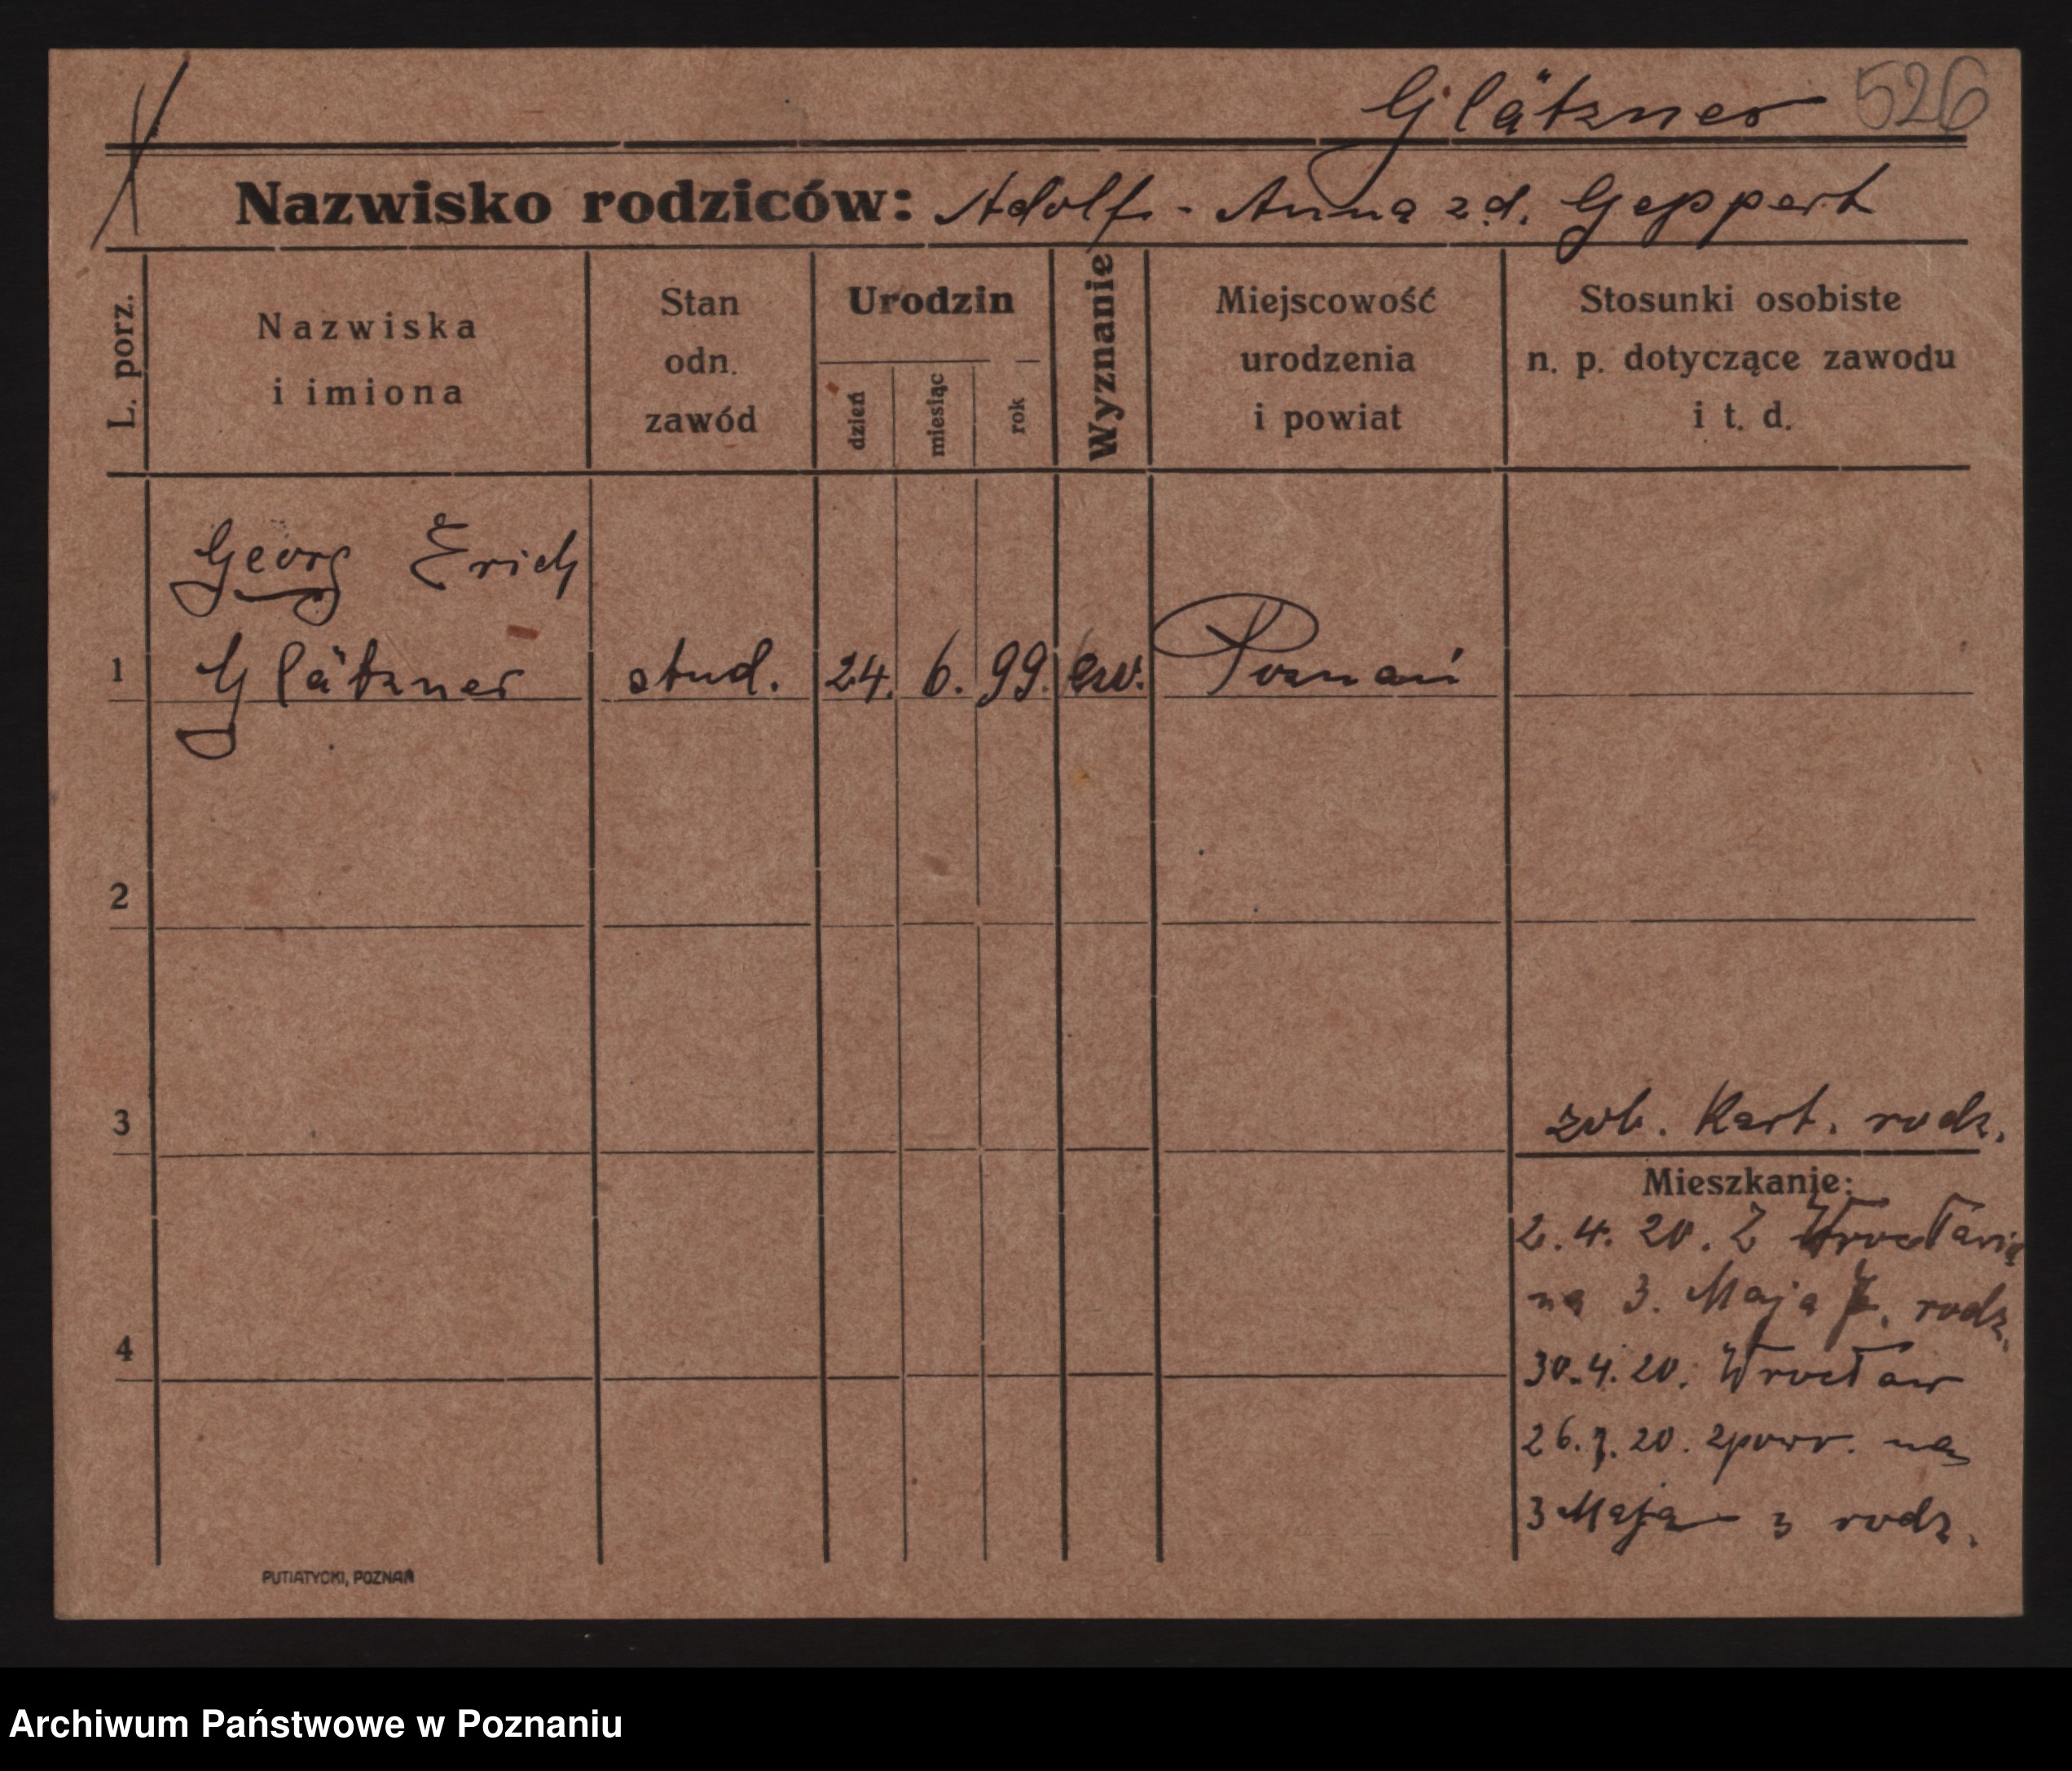 Glätzner 526
Nazwisko rodziców: Adolf - Anna zd. Geppert
L. porz.
Nazwiska
i imiona
Stan
odn.
zawód
Urodzin
dzień
miesiąc
rok
Wyznanie
Miejscowość
urodzenia
i powiat
Stosunki osobiste
n. p. dotyczące zawodu
i t. d.
Georg Erich
1 Glätzner stud. 24. 6. 99. ew. Poznań
2
3 zob. Kart. rodz.
Mieszkanie:
2. 4. 20. Z Wrocławia
na 3. Maja rodz.
4 30. 4. 20. Wrocław
26. 7. 20. zpowr. na
3 Maja 3 rodz.
PUTIATYCKI, POZNAŃ
Archiwum Państwowe w Poznaniu